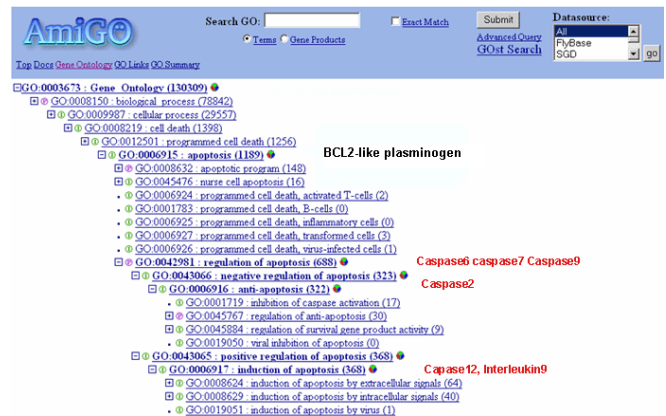 AmiGO
Search GO:
Exact Match
Submit
Datasource:
Terms Gene Products
Advanced Query
GOst Search
All
FlyBase
SGD
go
Top Docs Gene Ontology GO Links GO Summary
GO:0003673 : Gene_Ontology (130309)
GO:0008150 : biological_process (78842)
GO:0009987 : cellular process (29557)
GO:0008219 : cell death (1398)
GO:0012501 : programmed cell death (1256)
GO:0006915 : apoptosis (1189)
BCL2-like plasminogen
GO:0008632 : apoptotic program (148)
GO:0045476 : nurse cell apoptosis (16)
GO:0006924 : programmed cell death, activated T-cells (2)
GO:0001783 : programmed cell death, B-cells (0)
GO:0006925 : programmed cell death, inflammatory cells (0)
GO:0006927 : programmed cell death, transformed cells (3)
GO:0006926 : programmed cell death, virus-infected cells (1)
GO:0042981 : regulation of apoptosis (688) Caspase6 caspase7 Caspase9
GO:0043066 : negative regulation of apoptosis (323)
GO:0006916 : anti-apoptosis (322) Caspase2
GO:0001719 : inhibition of caspase activation (17)
GO:0045767 : regulation of anti-apoptosis (30)
GO:0045884 : regulation of survival gene product activity (9)
GO:0019050 : viral inhibition of apoptosis (0)
GO:0043065 : positive regulation of apoptosis (368)
GO:0006917 : induction of apoptosis (368) Capase12, Interleukin9
GO:0008624 : induction of apoptosis by extracellular signals (64)
GO:0008629 : induction of apoptosis by intracellular signals (40)
GO:0019051 : induction of apoptosis by virus (1)